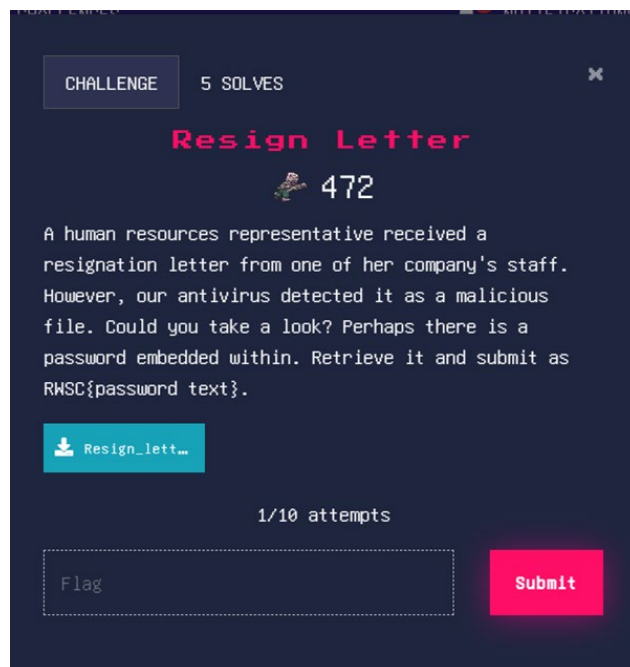 CHALLENGE 5 SOLVES ×
Resign Letter
472
A human resources representative received a
resignation letter from one of her company's staff.
However, our antivirus detected it as a malicious
file. Could you take a look? Perhaps there is a
password embedded within. Retrieve it and submit as
RWSC{password text}.
Resign_lett…
1/10 attempts
Flag
Submit